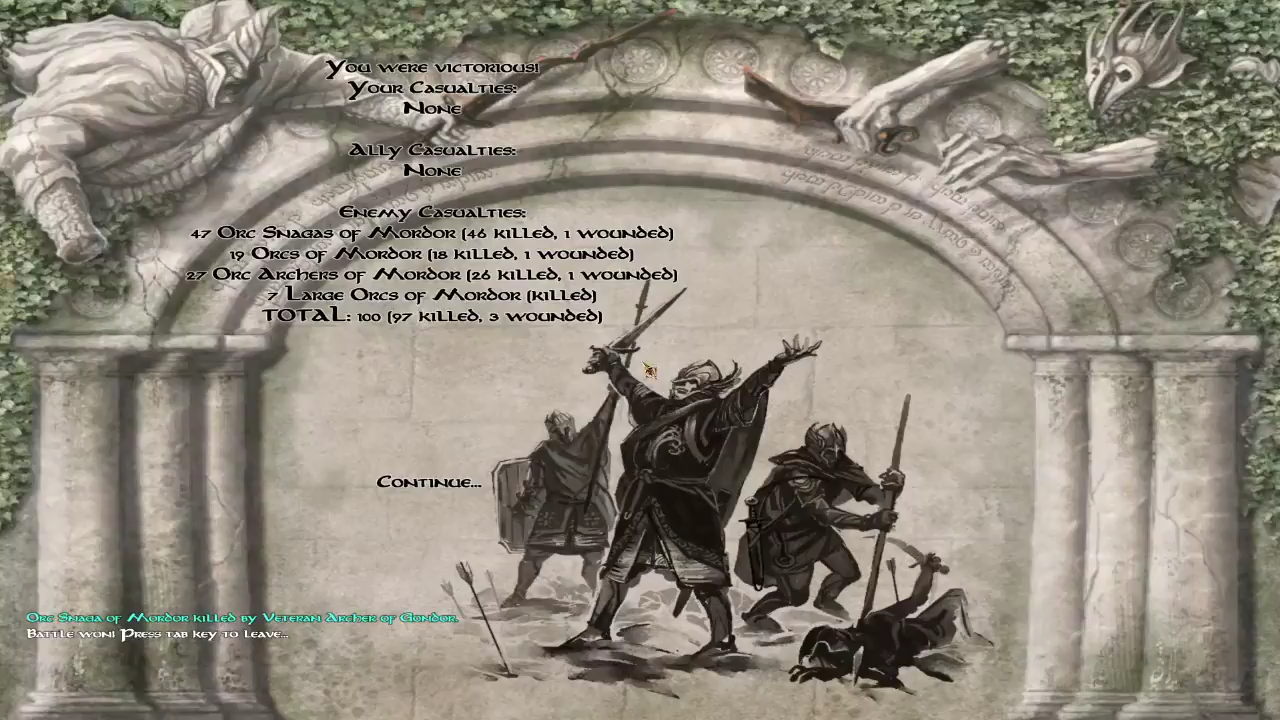 You were victorious!
Your Casualties:
None
Ally Casualties:
None
Enemy Casualties:
47 Orc Snagas of Mordor (46 killed, 1 wounded)
19 Orcs of Mordor (18 killed, 1 wounded)
27 Orc Archers of Mordor (26 killed, 1 wounded)
7 Large Orcs of Mordor (killed)
TOTAL: 100 (97 killed, 3 wounded)
Continue...
Orc Snaga of Mordor killed by Veteran Archer of Gondor.
Battle won! Press tab key to leave...